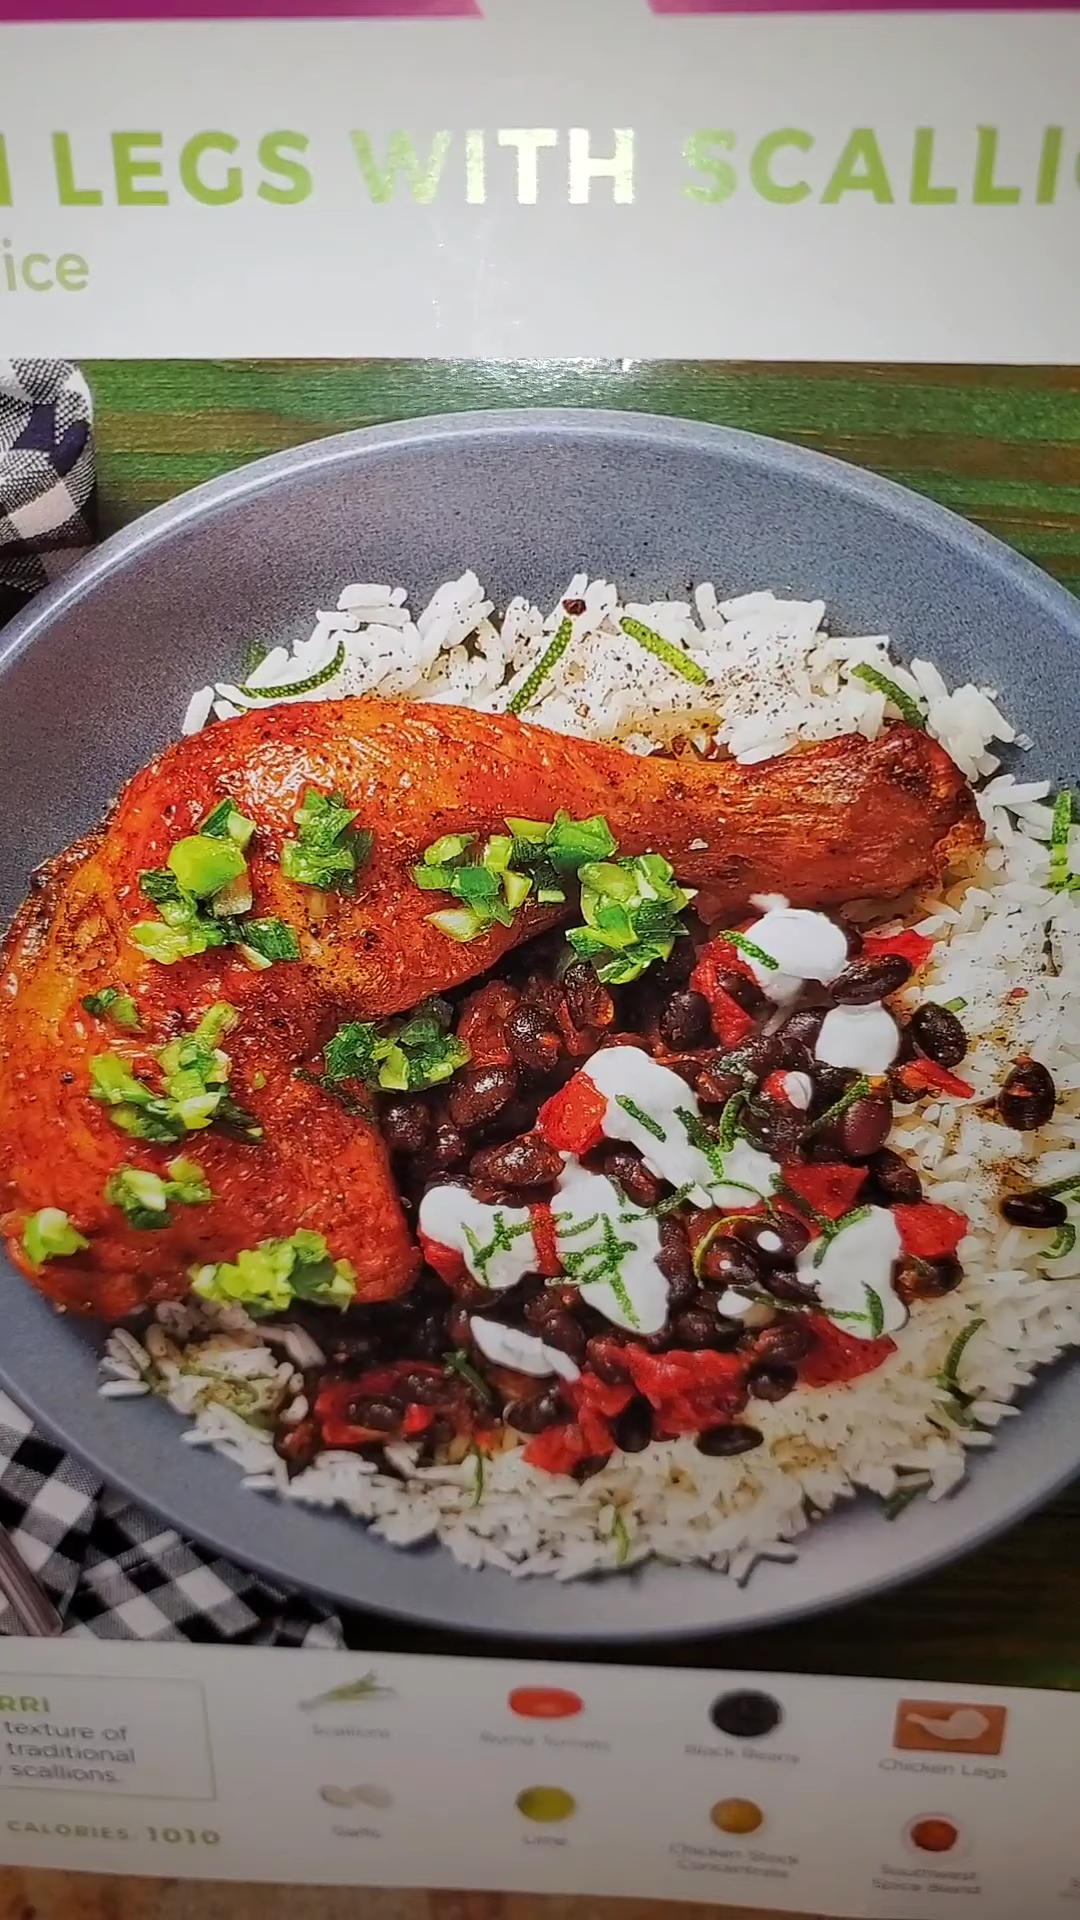 LEGS WITH SCALLI
ice
RRI
texture of
traditional
scallions.
CALORIES: 1010
Scallions
Roma Tomato
Black Beans
Chicken Legs
Garlic
Lime
Chicken Stock
Concentrate
Southwest
Spice Blend